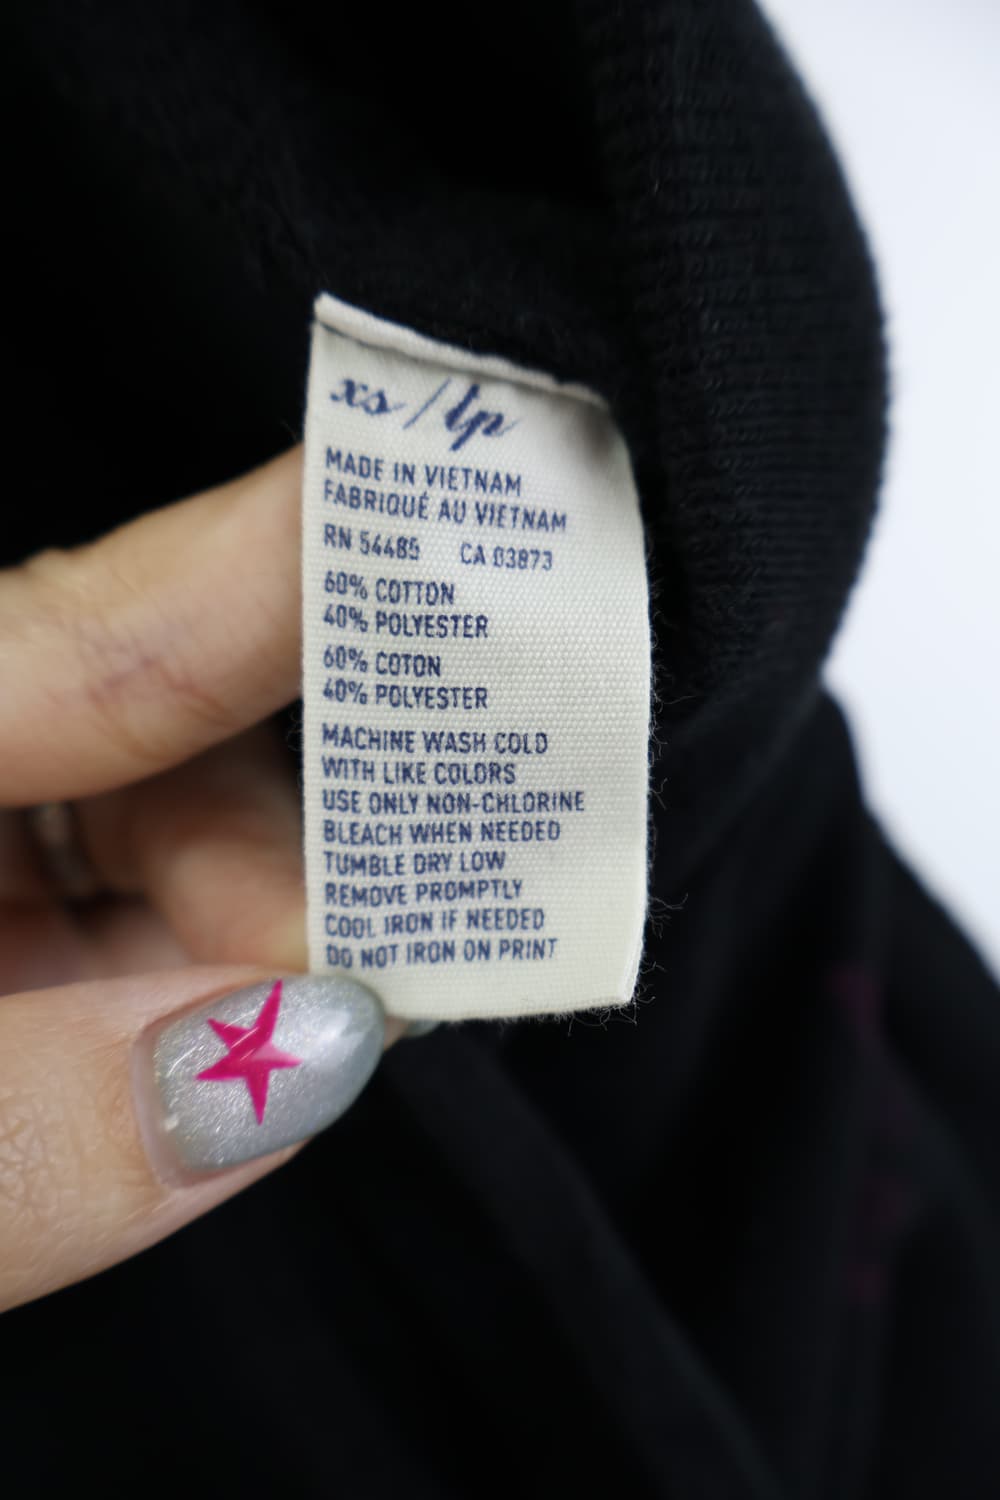 xs/tp
MADE IN VIETNAM
FABRIQUÉ AU VIETNAM
RN 54485 CA 03873
60% COTTON
40% POLYESTER
60% COTON
40% POLYESTER
MACHINE WASH COLD
WITH LIKE COLORS
USE ONLY NON-CHLORINE
BLEACH WHEN NEEDED
TUMBLE DRY LOW
REMOVE PROMPTLY
COOL IRON IF NEEDED
DO NOT IRON ON PRINT